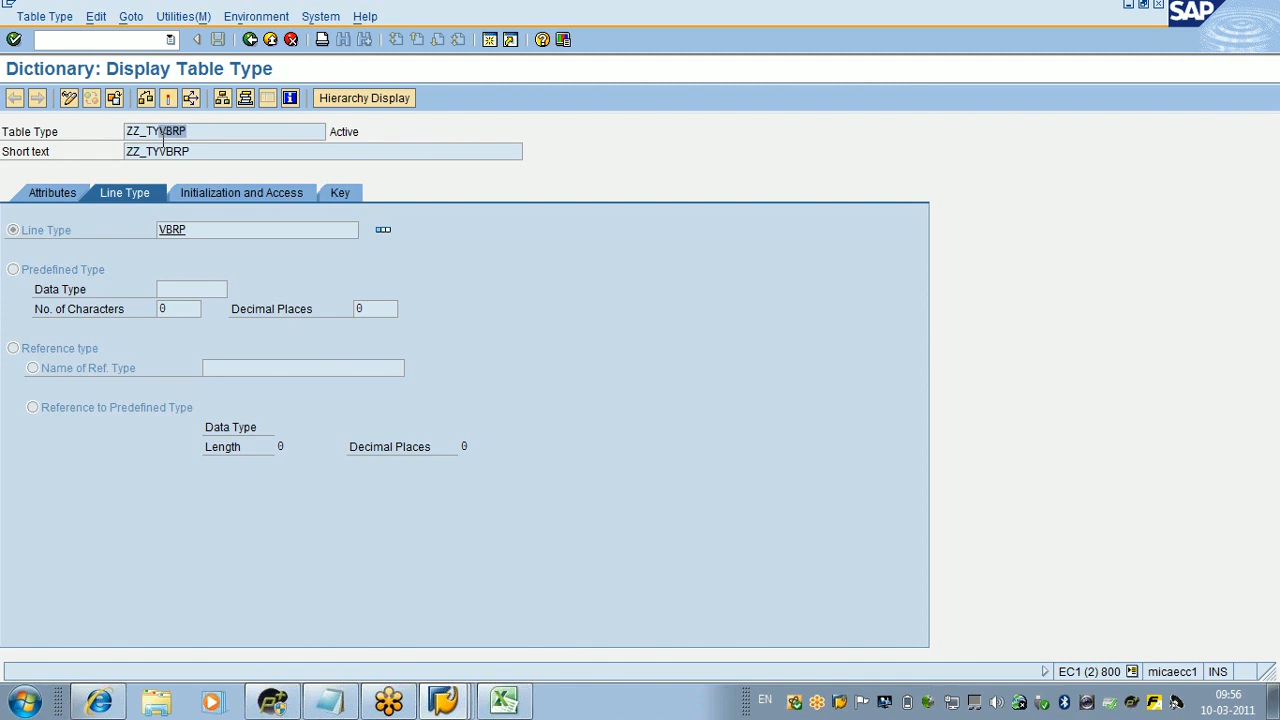 Table Type Edit Goto Utilities(M) Environment System Help
SAP
Dictionary: Display Table Type
Hierarchy Display
Table Type ZZ_TYVBRP Active
Short text ZZ_TYVBRP
Attributes Line Type Initialization and Access Key
Line Type VBRP
Predefined Type
Data Type
No. of Characters 0 Decimal Places 0
Reference type
Name of Ref. Type
Reference to Predefined Type
Data Type
Length 0 Decimal Places 0
EC1 (2) 800 micaecc1 INS
EN 09:56
10-03-2011